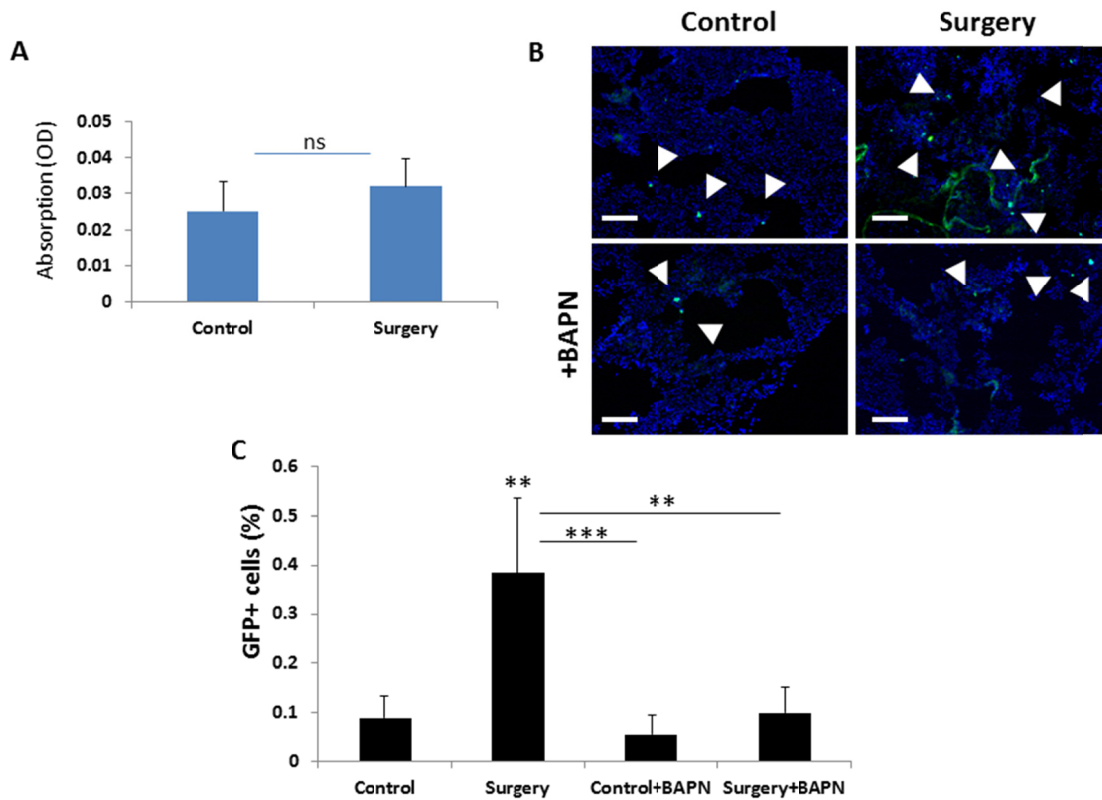 A
Absorption (OD)
0.05
0.04
0.03
0.02
0.01
0
ns
Control
Surgery
B
Control
Surgery
+BAPN
C
GFP+ cells (%)
0.6
0.5
0.4
0.3
0.2
0.1
0
**
**
***
Control
Surgery
Control+BAPN
Surgery+BAPN